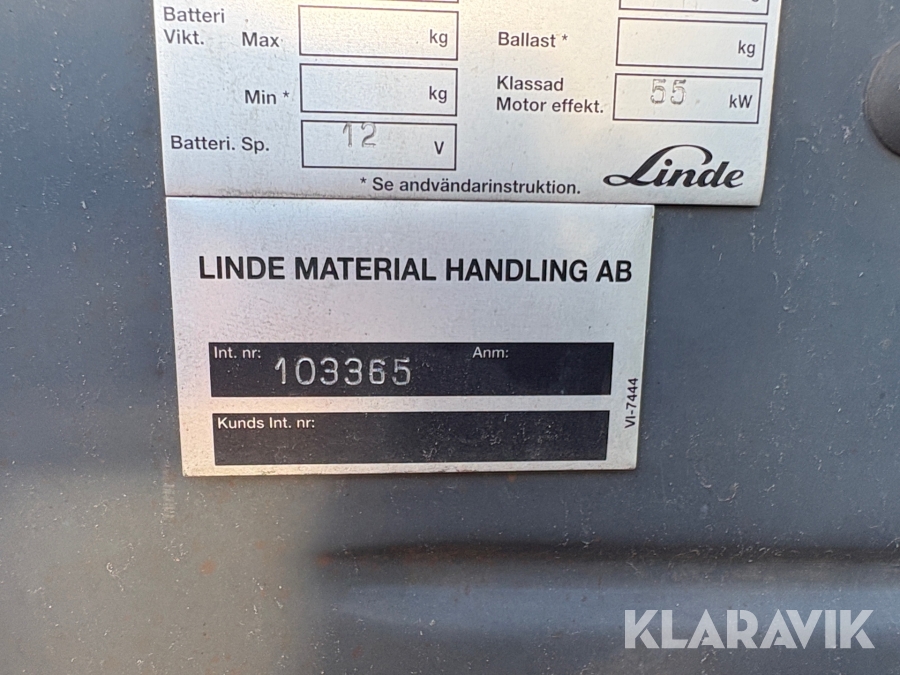 Batteri
Vikt. Max kg
Ballast * kg
Min * kg
Klassad
Motor effekt. 55 kW
Batteri. Sp. 12 V
* Se andvändarinstruktion.
Linde
LINDE MATERIAL HANDLING AB
Int. nr: 103365 Anm:
Kunds Int. nr:
VI-7444
KLARAVIK